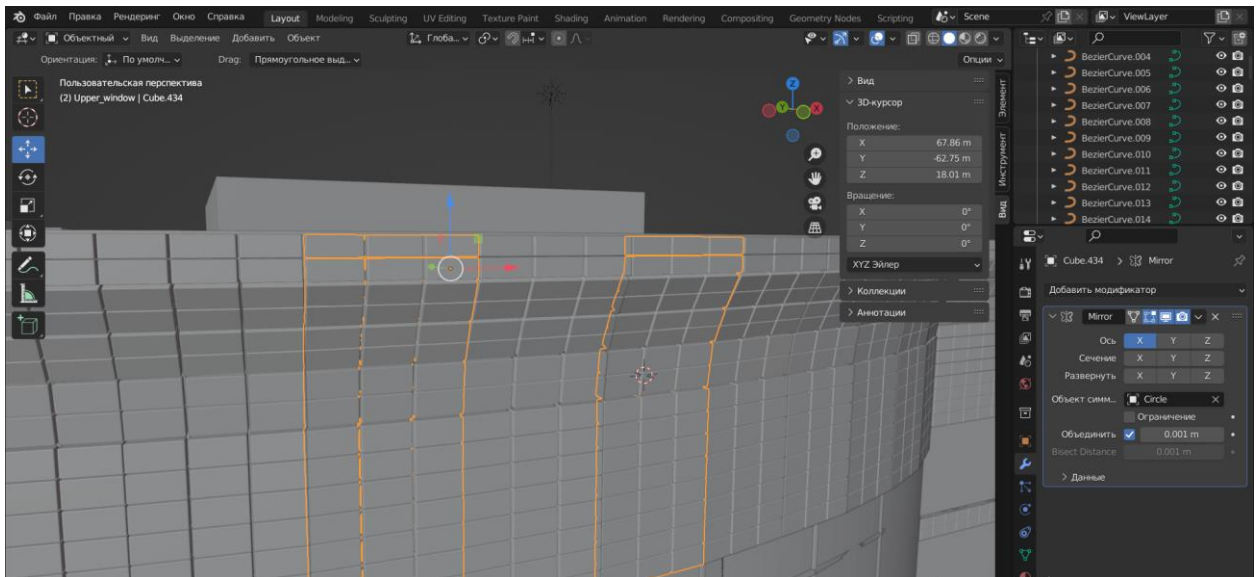 Файл Правка Рендеринг Окно Справка Layout Modeling Sculpting UV Editing Texture Paint Shading Animation Rendering Compositing Geometry Nodes Scripting Scene ViewLayer
Объектный Вид Выделение Добавить Объект Глоба...
Ориентация: По умолч... Drag: Прямоугольное выд... Опции
Пользовательская перспектива
(2) Upper_window | Cube.434
Z
Y
X
Вид
3D-курсор
Положение:
X 67.86 m
Y -62.75 m
Z 18.01 m
Вращение:
X 0°
Y 0°
Z 0°
XYZ Эйлер
Коллекции
Аннотации
Элемент
Инструмент
Вид
BezierCurve.004
BezierCurve.005
BezierCurve.006
BezierCurve.007
BezierCurve.008
BezierCurve.009
BezierCurve.010
BezierCurve.011
BezierCurve.012
BezierCurve.013
BezierCurve.014
Cube.434 > Mirror
Добавить модификатор
Mirror
Ось X Y Z
Сечение X Y Z
Развернуть X Y Z
Объект симм... Circle
Ограничение
Объединить 0.001 m
Bisect Distance 0.001 m
Данные